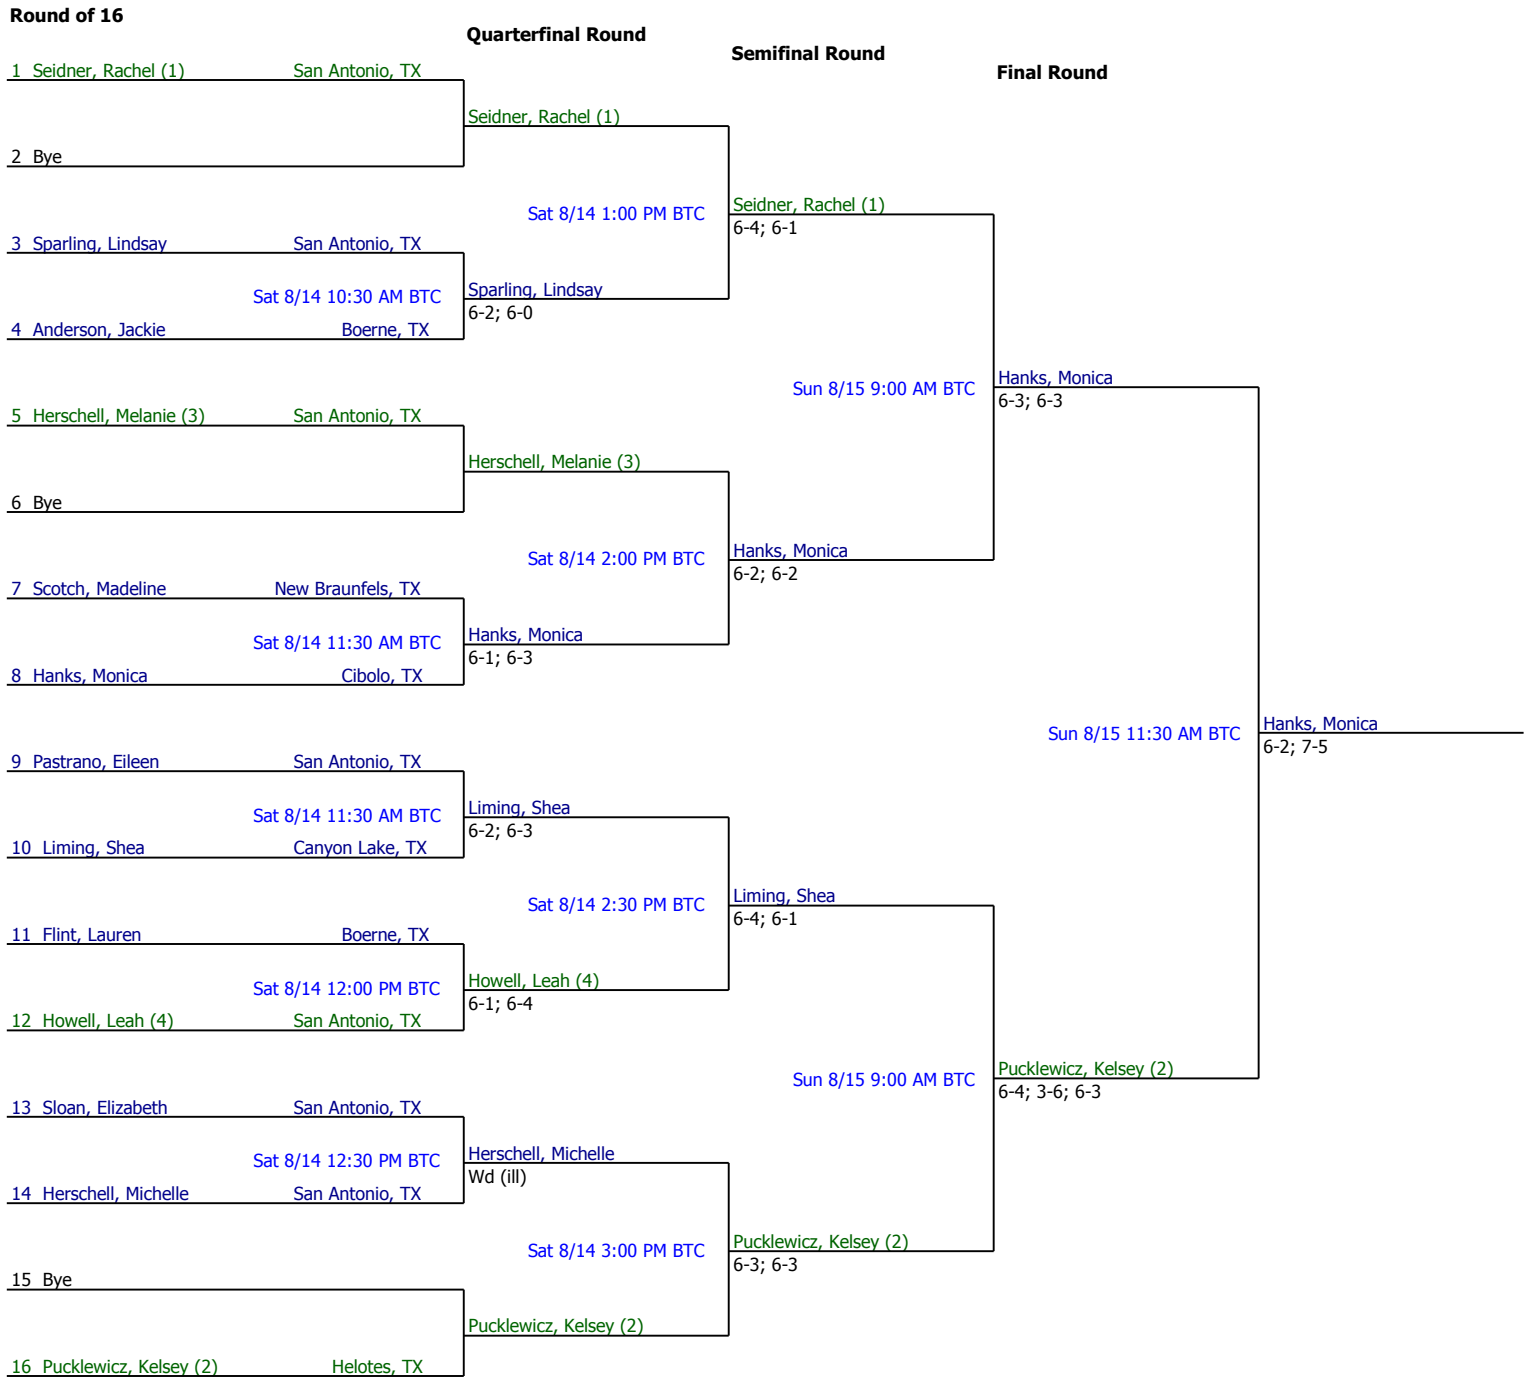 Round of 16
Quarterfinal Round
Semifinal Round
Final Round
1 Seidner, Rachel (1) San Antonio, TX
Seidner, Rachel (1)
2 Bye
Sat 8/14 1:00 PM BTC Seidner, Rachel (1)
6-4; 6-1
3 Sparling, Lindsay San Antonio, TX
Sat 8/14 10:30 AM BTC Sparling, Lindsay
6-2; 6-0
4 Anderson, Jackie Boerne, TX
Sun 8/15 9:00 AM BTC Hanks, Monica
6-3; 6-3
5 Herschell, Melanie (3) San Antonio, TX
Herschell, Melanie (3)
6 Bye
Sat 8/14 2:00 PM BTC Hanks, Monica
6-2; 6-2
7 Scotch, Madeline New Braunfels, TX
Sat 8/14 11:30 AM BTC Hanks, Monica
6-1; 6-3
8 Hanks, Monica Cibolo, TX
Sun 8/15 11:30 AM BTC Hanks, Monica
6-2; 7-5
9 Pastrano, Eileen San Antonio, TX
Sat 8/14 11:30 AM BTC Liming, Shea
6-2; 6-3
10 Liming, Shea Canyon Lake, TX
Sat 8/14 2:30 PM BTC Liming, Shea
6-4; 6-1
11 Flint, Lauren Boerne, TX
Sat 8/14 12:00 PM BTC Howell, Leah (4)
6-1; 6-4
12 Howell, Leah (4) San Antonio, TX
Sun 8/15 9:00 AM BTC Pucklewicz, Kelsey (2)
6-4; 3-6; 6-3
13 Sloan, Elizabeth San Antonio, TX
Sat 8/14 12:30 PM BTC Herschell, Michelle
Wd (ill)
14 Herschell, Michelle San Antonio, TX
Sat 8/14 3:00 PM BTC Pucklewicz, Kelsey (2)
6-3; 6-3
15 Bye
Pucklewicz, Kelsey (2)
16 Pucklewicz, Kelsey (2) Helotes, TX